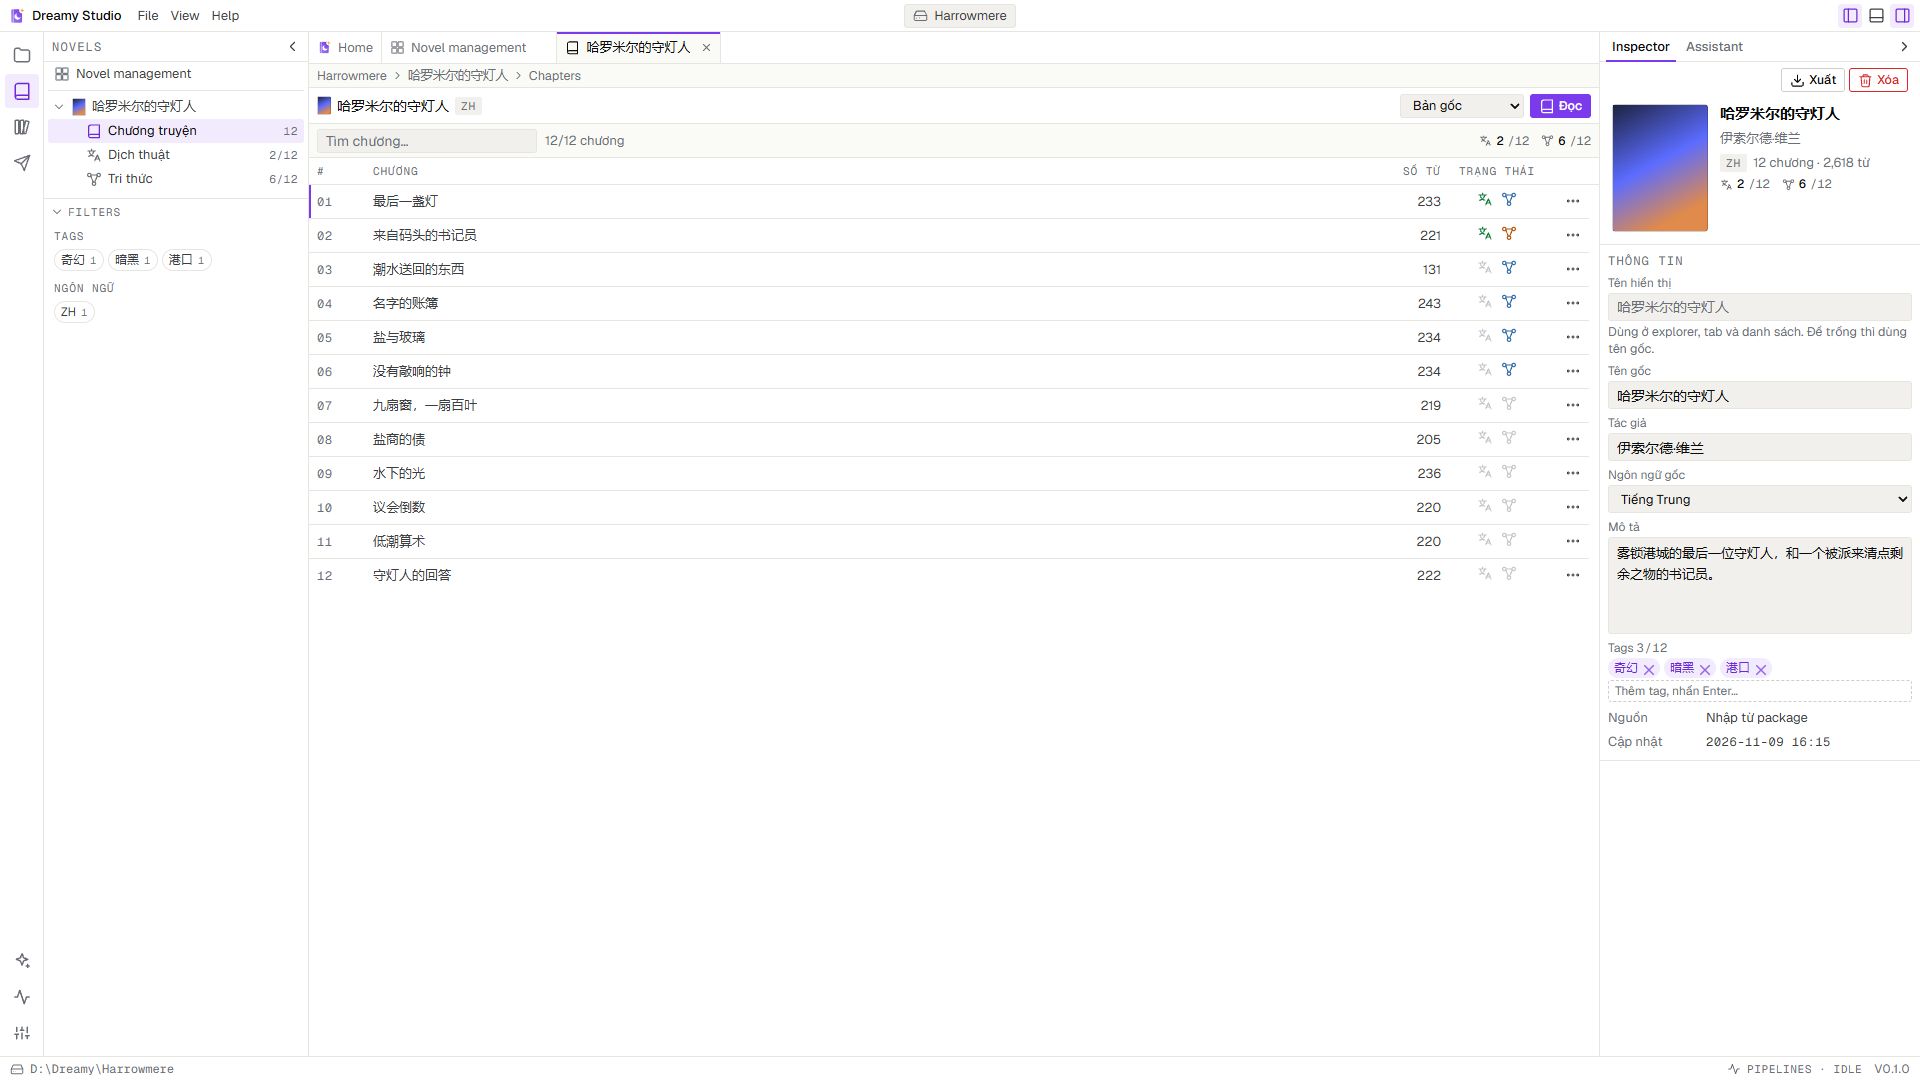 Dreamy Studio File View Help
Harrowmere
NOVELS
Novel management
哈罗米尔的守灯人
Chương truyện 12
Dịch thuật 2/12
Tri thức 6/12
FILTERS
TAGS
奇幻 1 暗黑 1 港口 1
NGÔN NGỮ
ZH 1
Home Novel management 哈罗米尔的守灯人
Harrowmere > 哈罗米尔的守灯人 > Chapters
哈罗米尔的守灯人 ZH
Bản gốc Đọc
Tìm chương… 12/12 chương
2 /12 6 /12
# CHƯƠNG SỐ TỪ TRẠNG THÁI
01 最后一盏灯 233
02 来自码头的书记员 221
03 潮水送回的东西 131
04 名字的账簿 243
05 盐与玻璃 234
06 没有敲响的钟 234
07 九扇窗，一扇百叶 219
08 盐商的债 205
09 水下的光 236
10 议会倒数 220
11 低潮算术 220
12 守灯人的回答 222
Inspector Assistant
Xuất Xóa
哈罗米尔的守灯人
伊索尔德·维兰
ZH 12 chương · 2,618 từ
2 /12 6 /12
THÔNG TIN
Tên hiển thị
哈罗米尔的守灯人
Dùng ở explorer, tab và danh sách. Để trống thì dùng
tên gốc.
Tên gốc
哈罗米尔的守灯人
Tác giả
伊索尔德·维兰
Ngôn ngữ gốc
Tiếng Trung
Mô tả
雾锁港城的最后一位守灯人，和一个被派来清点剩
余之物的书记员。
Tags 3/12
奇幻 暗黑 港口
Thêm tag, nhấn Enter…
Nguồn Nhập từ package
Cập nhật 2026-11-09 16:15
D:\Dreamy\Harrowmere
PIPELINES · IDLE V0.1.0